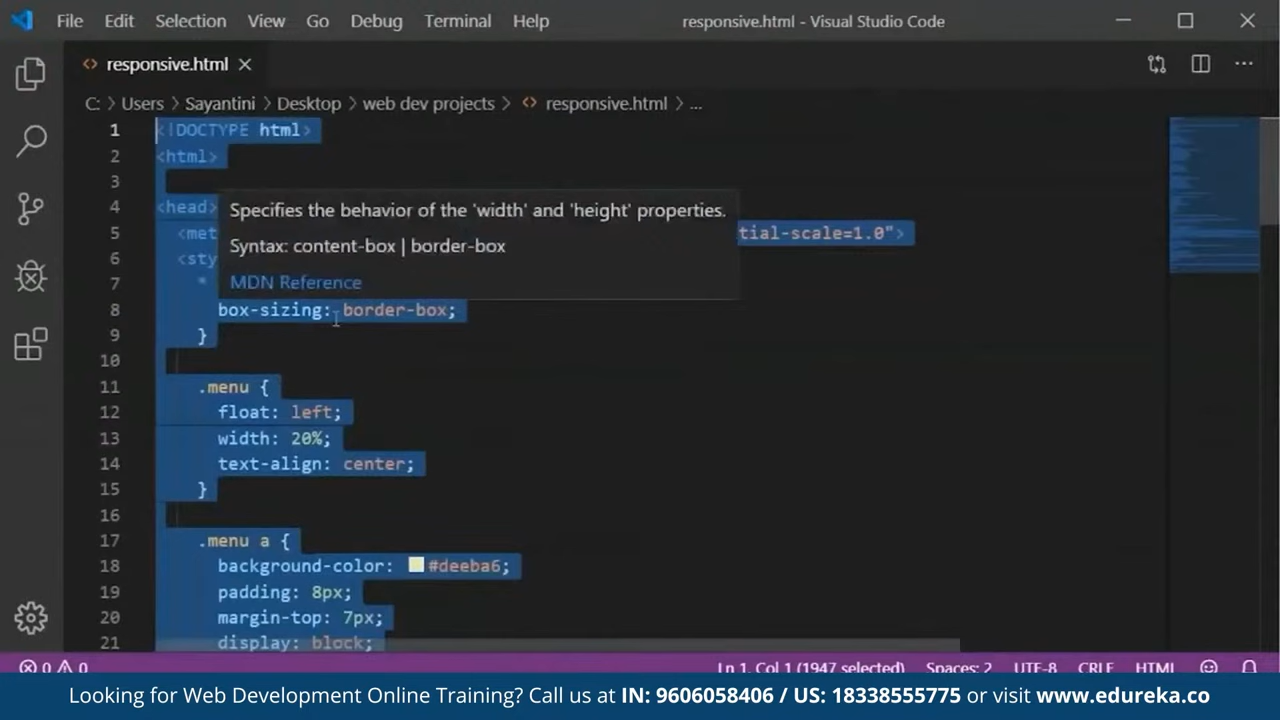 File Edit Selection View Go Debug Terminal Help responsive.html - Visual Studio Code
responsive.html
C: > Users > Sayantini > Desktop > web dev projects > responsive.html > ...
1 <!DOCTYPE html>
2 <html>
3
4 <head>
Specifies the behavior of the 'width' and 'height' properties.
5 <met tial-scale=1.0">
Syntax: content-box | border-box
6 <sty
7 *
MDN Reference
8 box-sizing: border-box;
9 }
10
11 .menu {
12 float: left;
13 width: 20%;
14 text-align: center;
15 }
16
17 .menu a {
18 background-color: #deeba6;
19 padding: 8px;
20 margin-top: 7px;
21 display: block;
0 0 Ln 1, Col 1 (1947 selected) Spaces: 2 UTF-8 CRLF HTML
Looking for Web Development Online Training? Call us at IN: 9606058406 / US: 18338555775 or visit www.edureka.co